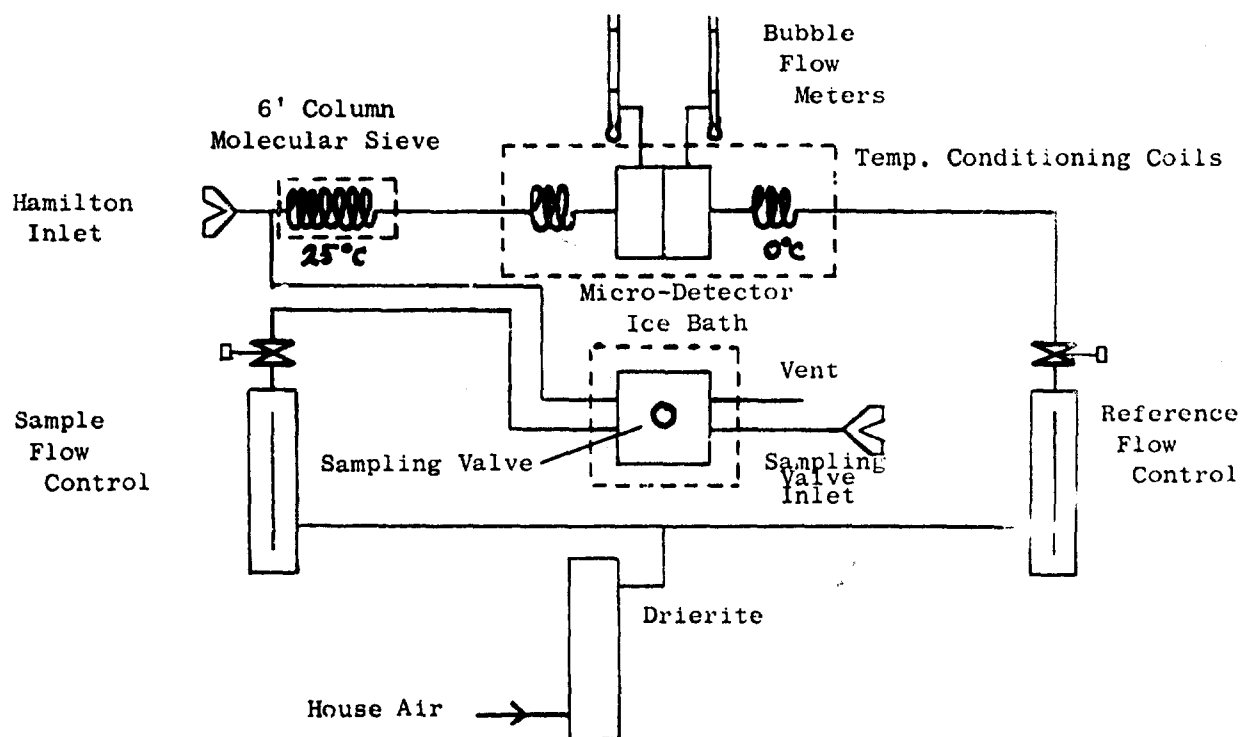 Bubble
Flow
Meters
6' Column
Molecular Sieve
Temp. Conditioning Coils
Hamilton
Inlet
25°C
0°C
Micro-Detector
Ice Bath
Vent
Sample
Flow
Control
Sampling Valve
Sampling
Valve
Inlet
Reference
Flow
Control
Drierite
House Air